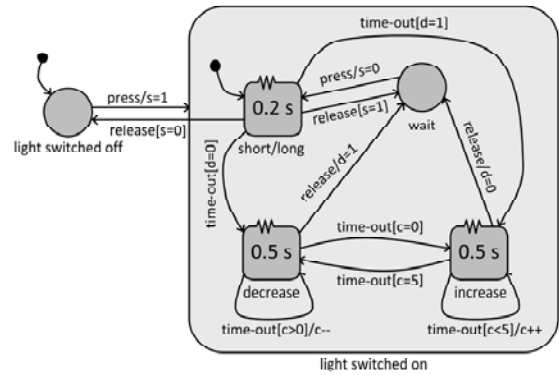 time-out[d=1]
press/s=1
press/s=0
0.2 s
release[s=0]
release[s=1]
wait
light switched off
short/long
time-out[d=0]
release/d=1
release/d=0
time-out[c=0]
0.5 s
0.5 s
time-out[c=5]
decrease
increase
time-out[c>0]/c--
time-out[c<5]/c++
light switched on